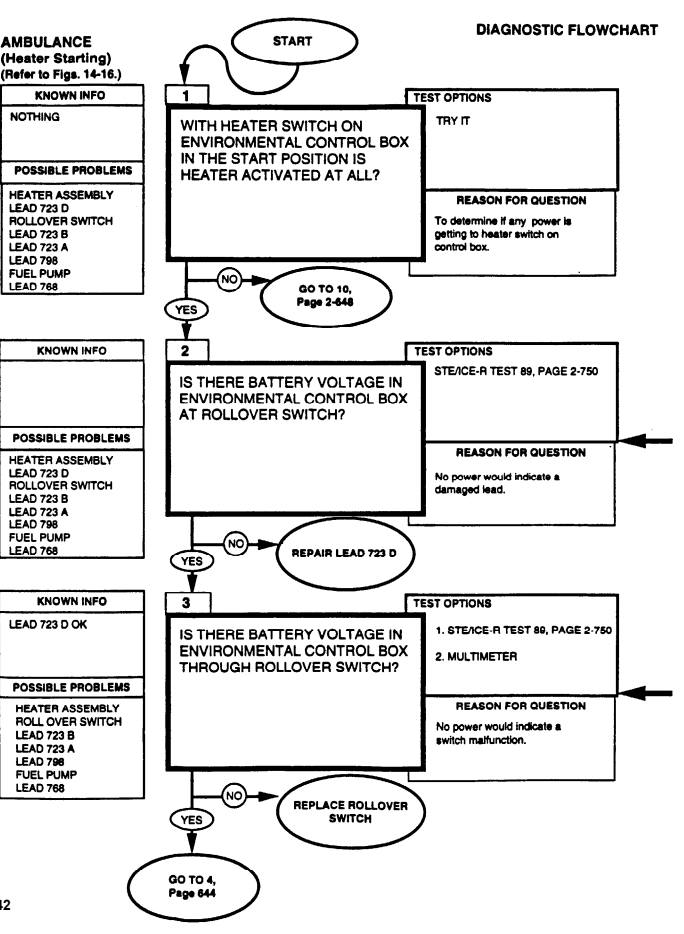 DIAGNOSTIC FLOWCHART
AMBULANCE
(Heater Starting)
(Refer to Figs. 14-16.)
START
KNOWN INFO
NOTHING
POSSIBLE PROBLEMS
HEATER ASSEMBLY
LEAD 723 D
ROLLOVER SWITCH
LEAD 723 B
LEAD 723 A
LEAD 798
FUEL PUMP
LEAD 768
1
WITH HEATER SWITCH ON
ENVIRONMENTAL CONTROL BOX
IN THE START POSITION IS
HEATER ACTIVATED AT ALL?
TEST OPTIONS
TRY IT
REASON FOR QUESTION
To determine if any power is
getting to heater switch on
control box.
NO
GO TO 10,
Page 2-648
YES
KNOWN INFO
POSSIBLE PROBLEMS
HEATER ASSEMBLY
LEAD 723 D
ROLLOVER SWITCH
LEAD 723 B
LEAD 723 A
LEAD 798
FUEL PUMP
LEAD 768
2
IS THERE BATTERY VOLTAGE IN
ENVIRONMENTAL CONTROL BOX
AT ROLLOVER SWITCH?
TEST OPTIONS
STE/ICE-R TEST 89, PAGE 2-750
REASON FOR QUESTION
No power would indicate a
damaged lead.
NO
REPAIR LEAD 723 D
YES
KNOWN INFO
LEAD 723 D OK
POSSIBLE PROBLEMS
HEATER ASSEMBLY
ROLL OVER SWITCH
LEAD 723 B
LEAD 723 A
LEAD 798
FUEL PUMP
LEAD 768
3
IS THERE BATTERY VOLTAGE IN
ENVIRONMENTAL CONTROL BOX
THROUGH ROLLOVER SWITCH?
TEST OPTIONS
1. STE/ICE-R TEST 89, PAGE 2-750
2. MULTIMETER
REASON FOR QUESTION
No power would indicate a
switch malfunction.
NO
REPLACE ROLLOVER
SWITCH
YES
GO TO 4,
Page 644
42